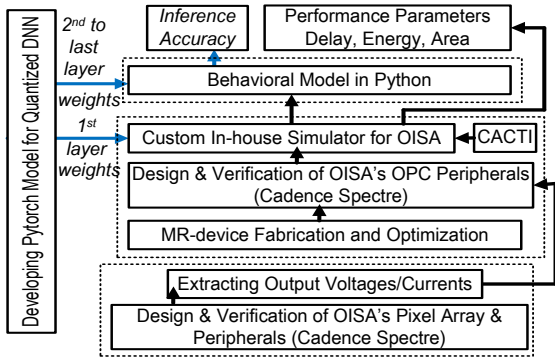 Developing Pytorch Model for Quantized DNN
2nd to
last
layer
weights
1st
layer
weights
Inference
Accuracy
Performance Parameters
Delay, Energy, Area
Behavioral Model in Python
Custom In-house Simulator for OISA
CACTI
Design & Verification of OISA's OPC Peripherals
(Cadence Spectre)
MR-device Fabrication and Optimization
Extracting Output Voltages/Currents
Design & Verification of OISA's Pixel Array &
Peripherals (Cadence Spectre)